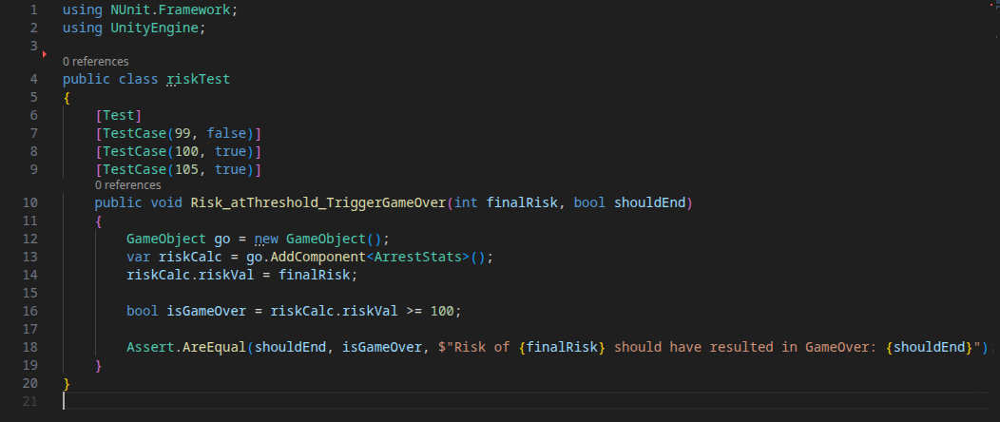 1 using NUnit.Framework;
2 using UnityEngine;
3
0 references
4 public class riskTest
5 {
6     [Test]
7     [TestCase(99, false)]
8     [TestCase(100, true)]
9     [TestCase(105, true)]
0 references
10     public void Risk_atThreshold_TriggerGameOver(int finalRisk, bool shouldEnd)
11     {
12         GameObject go = new GameObject();
13         var riskCalc = go.AddComponent<ArrestStats>();
14         riskCalc.riskVal = finalRisk;
15
16         bool isGameOver = riskCalc.riskVal >= 100;
17
18         Assert.AreEqual(shouldEnd, isGameOver, $"Risk of {finalRisk} should have resulted in GameOver: {shouldEnd}");
19     }
20 }
21